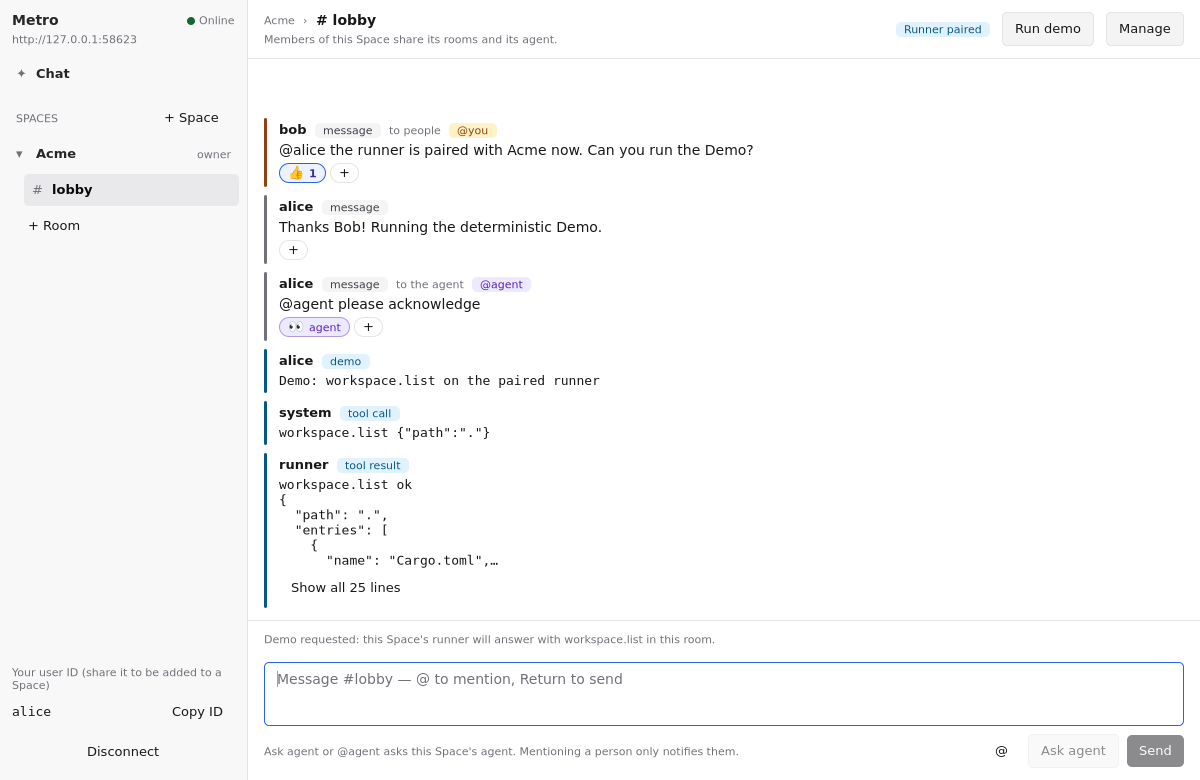 Metro
Online
http://127.0.0.1:58623
✦ Chat
SPACES
+ Space
▾ Acme owner
# lobby
+ Room
Your user ID (share it to be added to a
Space)
alice
Copy ID
Disconnect
Acme › # lobby
Members of this Space share its rooms and its agent.
Runner paired
Run demo
Manage
bob message to people @you
@alice the runner is paired with Acme now. Can you run the Demo?
👍 1 +
alice message
Thanks Bob! Running the deterministic Demo.
+
alice message to the agent @agent
@agent please acknowledge
👀 agent +
alice demo
Demo: workspace.list on the paired runner
system tool call
workspace.list {"path":"."}
runner tool result
workspace.list ok
{
"path": ".",
"entries": [
{
"name": "Cargo.toml",…
Show all 25 lines
Demo requested: this Space's runner will answer with workspace.list in this room.
Message #lobby — @ to mention, Return to send
Ask agent or @agent asks this Space's agent. Mentioning a person only notifies them.
@
Ask agent
Send